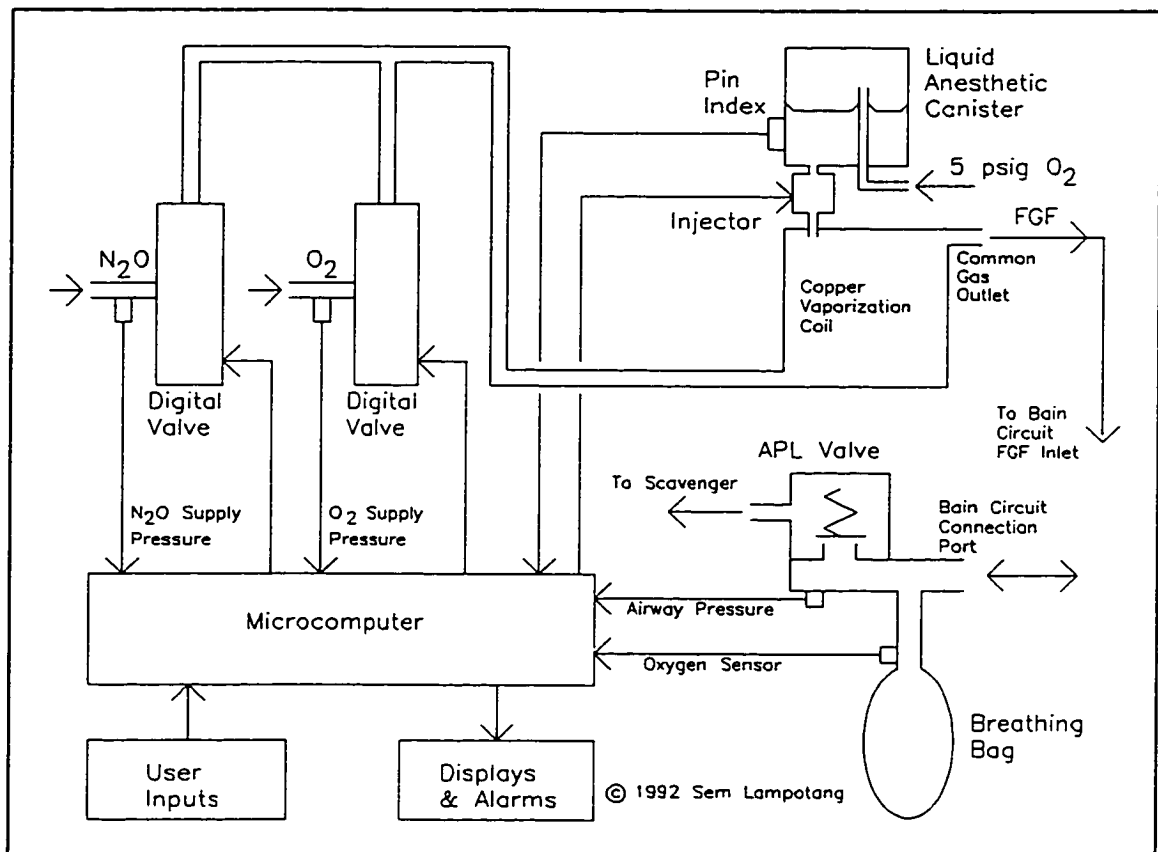 Pin
Index
Liquid
Anesthetic
Canister
5 psig O2
Injector
FGF
N2O
O2
Common
Gas
Outlet
Copper
Vaporization
Coil
Digital
Valve
Digital
Valve
To Bain
Circuit
FGF Inlet
APL Valve
To Scavenger
N2O Supply
Pressure
O2 Supply
Pressure
Bain Circuit
Connection
Port
Airway Pressure
Microcomputer
Oxygen Sensor
Breathing
Bag
User
Inputs
Displays
& Alarms
© 1992 Sem Lampotang